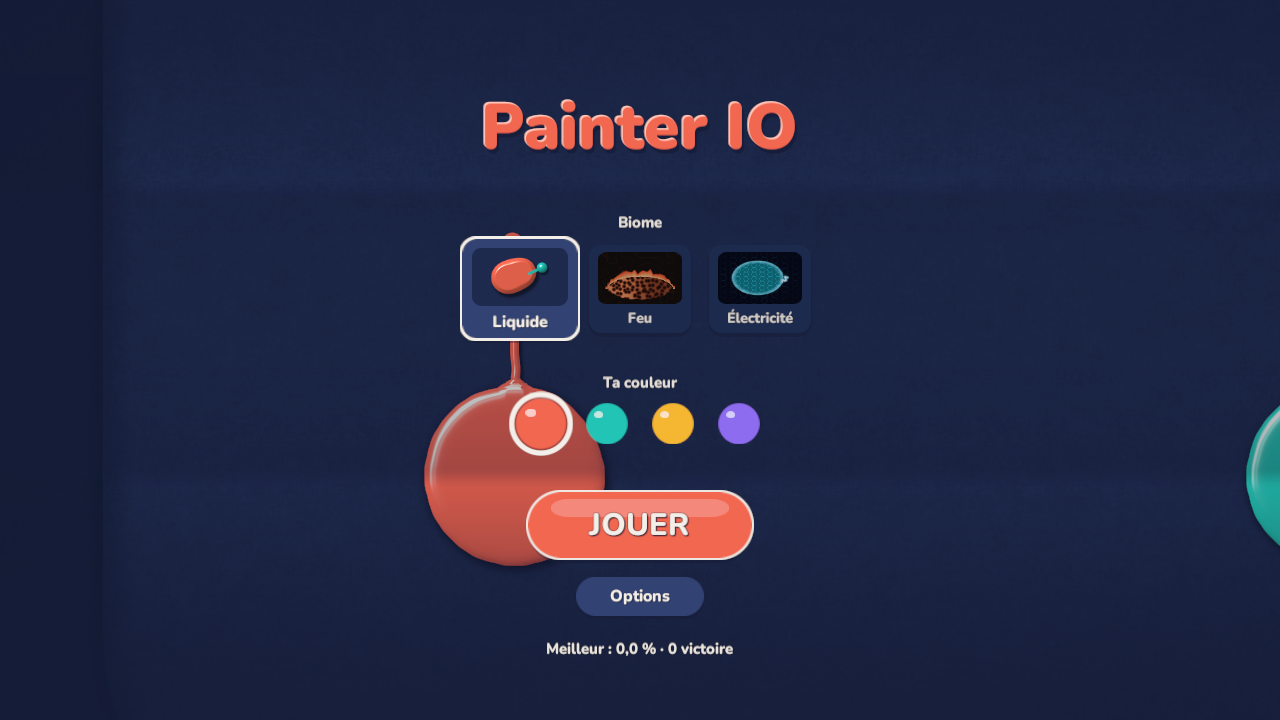 Painter IO
Biome
Liquide
Feu
Électricité
Ta couleur
JOUER
Options
Meilleur : 0,0 % · 0 victoire